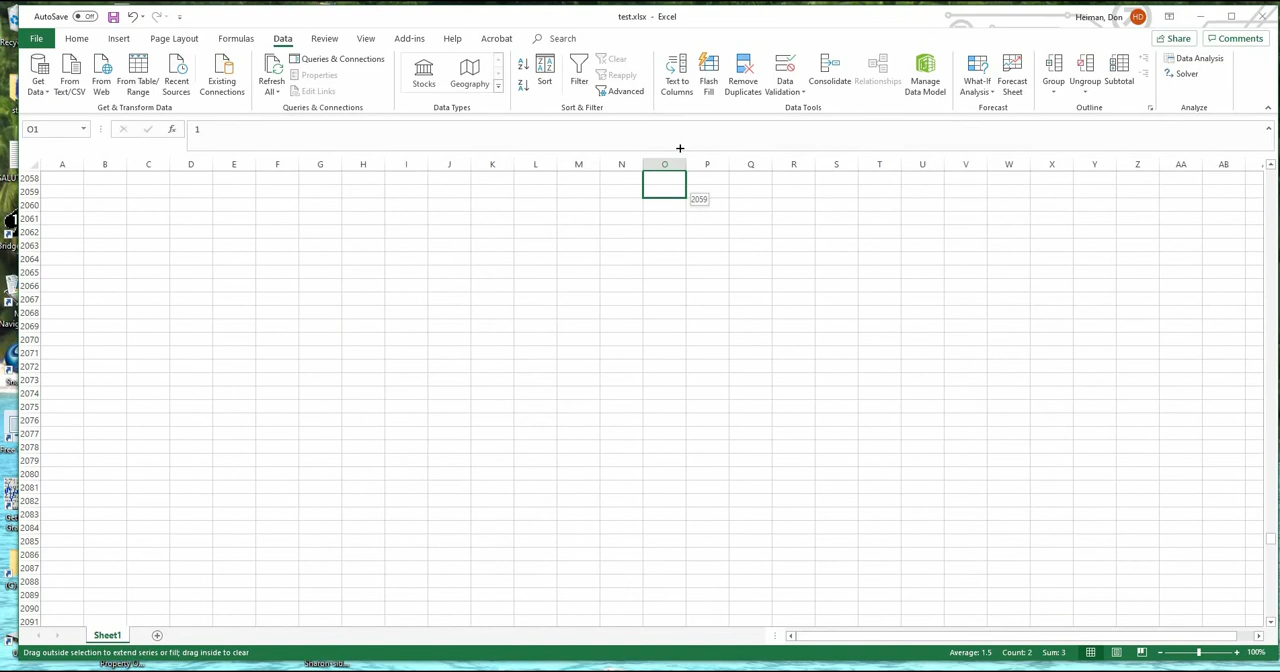 AutoSave Off
test.xlsx - Excel
Heiman, Don HD
File Home Insert Page Layout Formulas Data Review View Add-ins Help Acrobat Search
Share Comments
Get Data
From Text/CSV
From Web
From Table/ Range
Recent Sources
Existing Connections
Get & Transform Data
Refresh All
Queries & Connections
Properties
Edit Links
Queries & Connections
Stocks
Geography
Data Types
Sort
Filter
Clear
Reapply
Advanced
Sort & Filter
Text to Columns
Flash Fill
Remove Duplicates
Data Validation
Consolidate
Relationships
Manage Data Model
Data Tools
What-If Analysis
Forecast Sheet
Forecast
Group
Ungroup
Subtotal
Outline
Data Analysis
Solver
Analyze
O1 fx 1
A B C D E F G H I J K L M N O P Q R S T U V W X Y Z AA AB
2058
2059
2059
2060
2061
2062
2063
2064
2065
2066
2067
2068
2069
2070
2071
2072
2073
2074
2075
2076
2077
2078
2079
2080
2081
2082
2083
2084
2085
2086
2087
2088
2089
2090
2091
Sheet1
Drag outside selection to extend series or fill; drag inside to clear
Average: 1.5 Count: 2 Sum: 3
100%
Property O...
Sharon-sid...